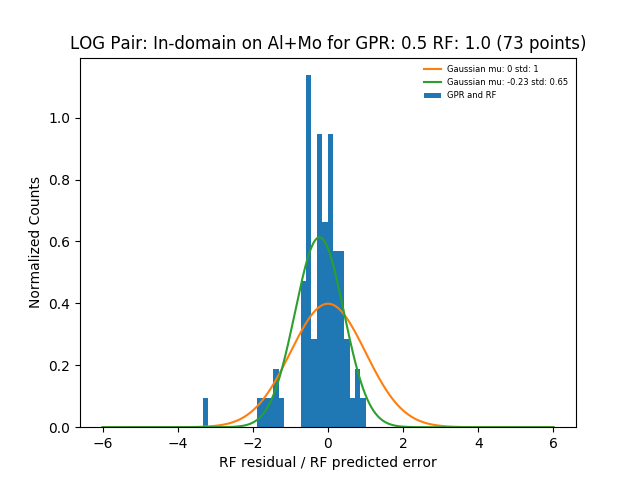 LOG Pair: In-domain on Al+Mo for GPR: 0.5 RF: 1.0 (73 points)
Gaussian mu: 0 std: 1
Gaussian mu: -0.23 std: 0.65
GPR and RF
Normalized Counts
1.0
0.8
0.6
0.4
0.2
0.0
−6
−4
−2
0
2
4
6
RF residual / RF predicted error